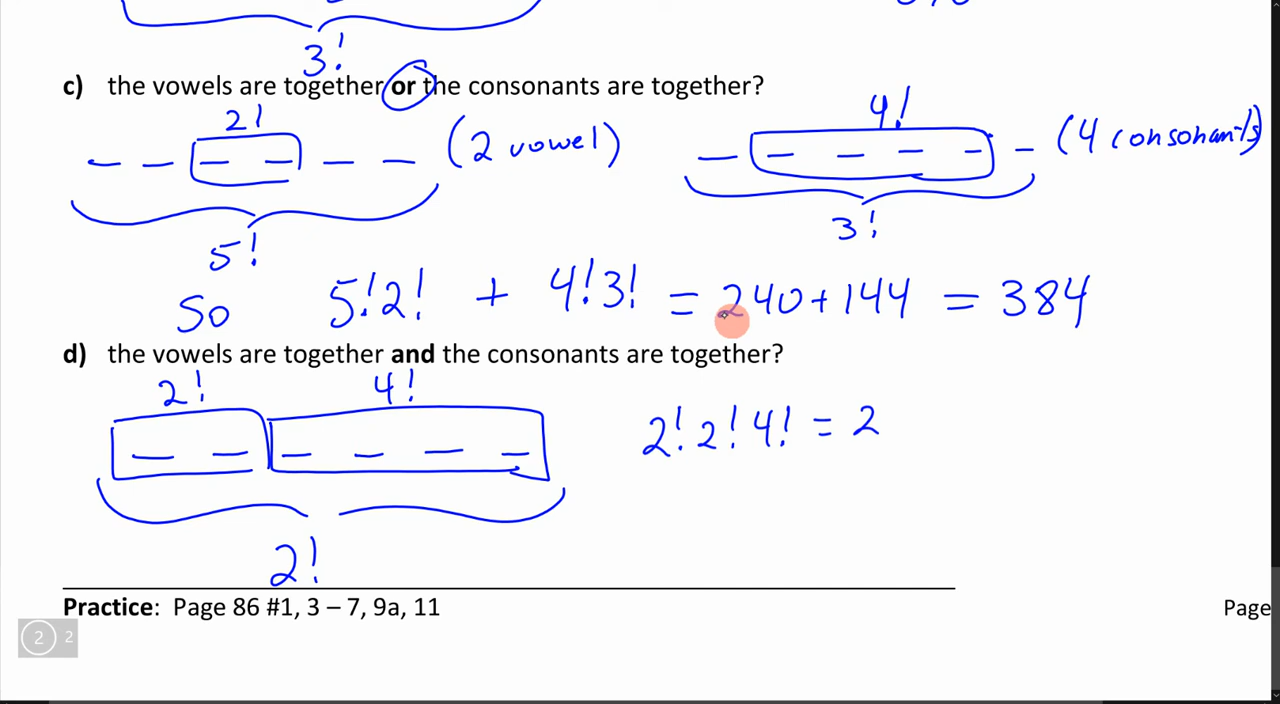 3!
c) the vowels are together or the consonants are together?
2!
(2 vowel)
5!
4!
(4 consonants)
3!
So 5!2! + 4!3! = 240+144 = 384
d) the vowels are together and the consonants are together?
2! 4!
2!2!4! = 2
2!
Practice: Page 86 #1, 3 – 7, 9a, 11
Page
2 2